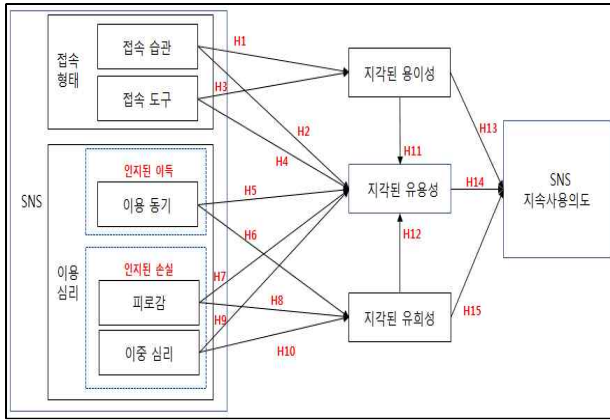 SNS
접속
형태
접속 습관
접속 도구
이용
심리
인지된 이득
이용 동기
인지된 손실
피로감
이중 심리
H1
H3
H2
H4
H5
H6
H7
H8
H9
H10
지각된 용이성
H11
지각된 유용성
H12
지각된 유희성
H13
H14
H15
SNS
지속사용의도